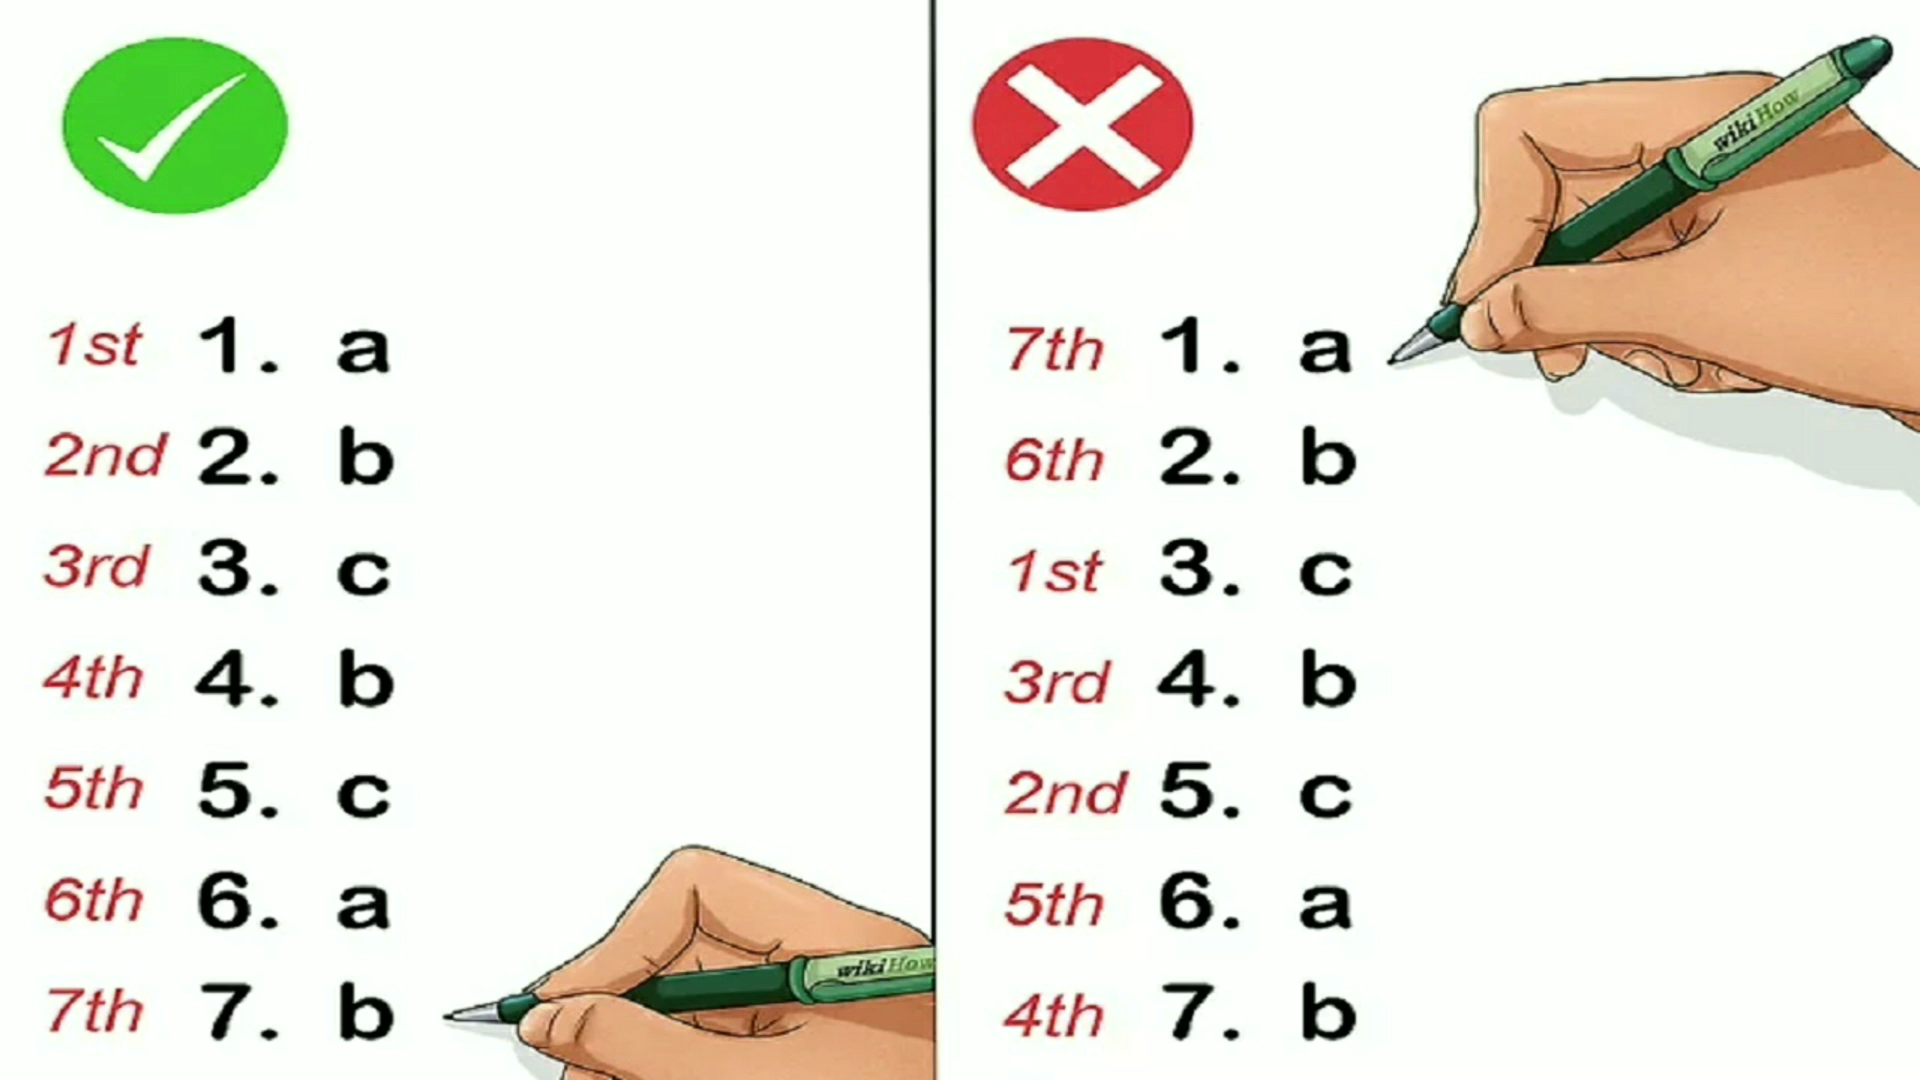 1st 1. a
2nd 2. b
3rd 3. c
4th 4. b
5th 5. c
6th 6. a
7th 7. b
wikiHow
wikiHow
7th 1. a
6th 2. b
1st 3. c
3rd 4. b
2nd 5. c
5th 6. a
4th 7. b